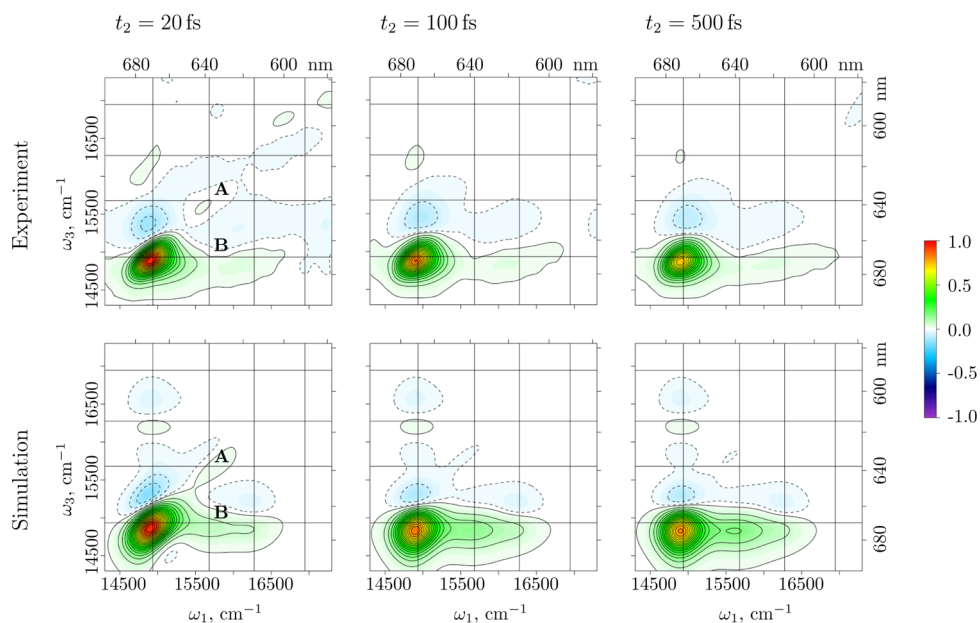 t₂ = 20 fs t₂ = 100 fs t₂ = 500 fs
680 640 600 nm 680 640 600 nm 680 640 600 nm
Experiment
ω₃, cm⁻¹
14500 15500 16500
A
B
600 nm
640
680
1.0
0.5
0.0
-0.5
-1.0
Simulation
ω₃, cm⁻¹
14500 15500 16500
A
B
600 nm
640
680
14500 15500 16500 14500 15500 16500 14500 15500 16500
ω₁, cm⁻¹ ω₁, cm⁻¹ ω₁, cm⁻¹